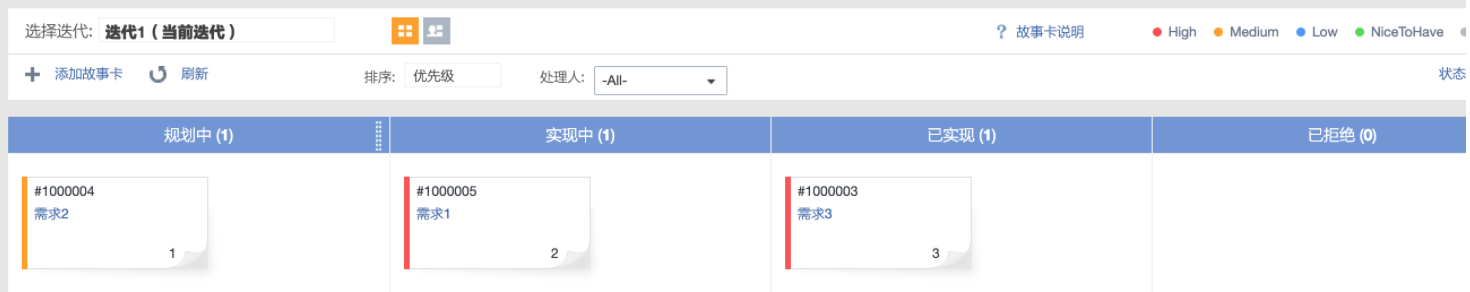 选择迭代: 迭代1（当前迭代） ? 故事卡说明 High Medium Low NiceToHave
添加故事卡 刷新 排序: 优先级 处理人: -All- 状态
规划中 (1) 实现中 (1) 已实现 (1) 已拒绝 (0)
#1000004 #1000005 #1000003
需求2 需求1 需求3
1 2 3